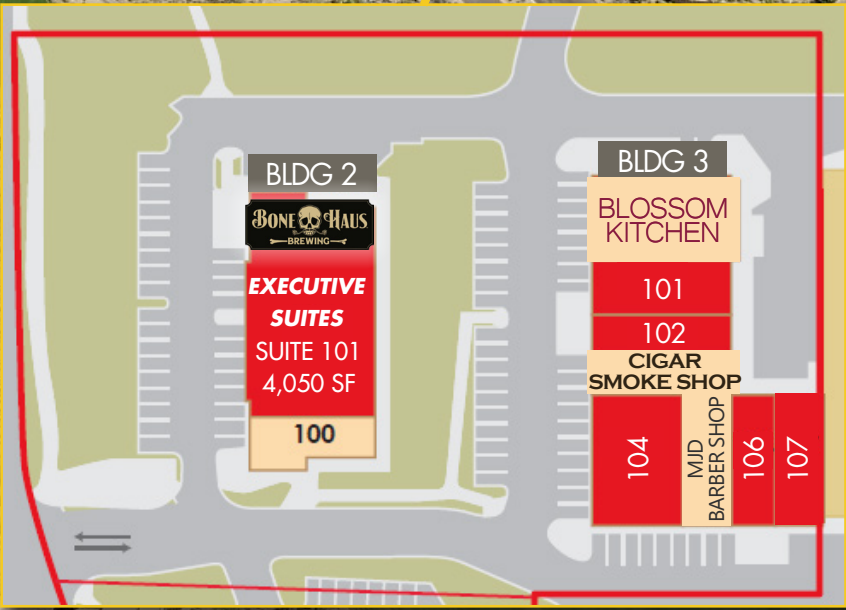 BLDG 2
BONE HAUS
BREWING
EXECUTIVE
SUITES
SUITE 101
4,050 SF
100
BLDG 3
BLOSSOM
KITCHEN
101
102
CIGAR
SMOKE SHOP
104
MJD
BARBER SHOP
106
107